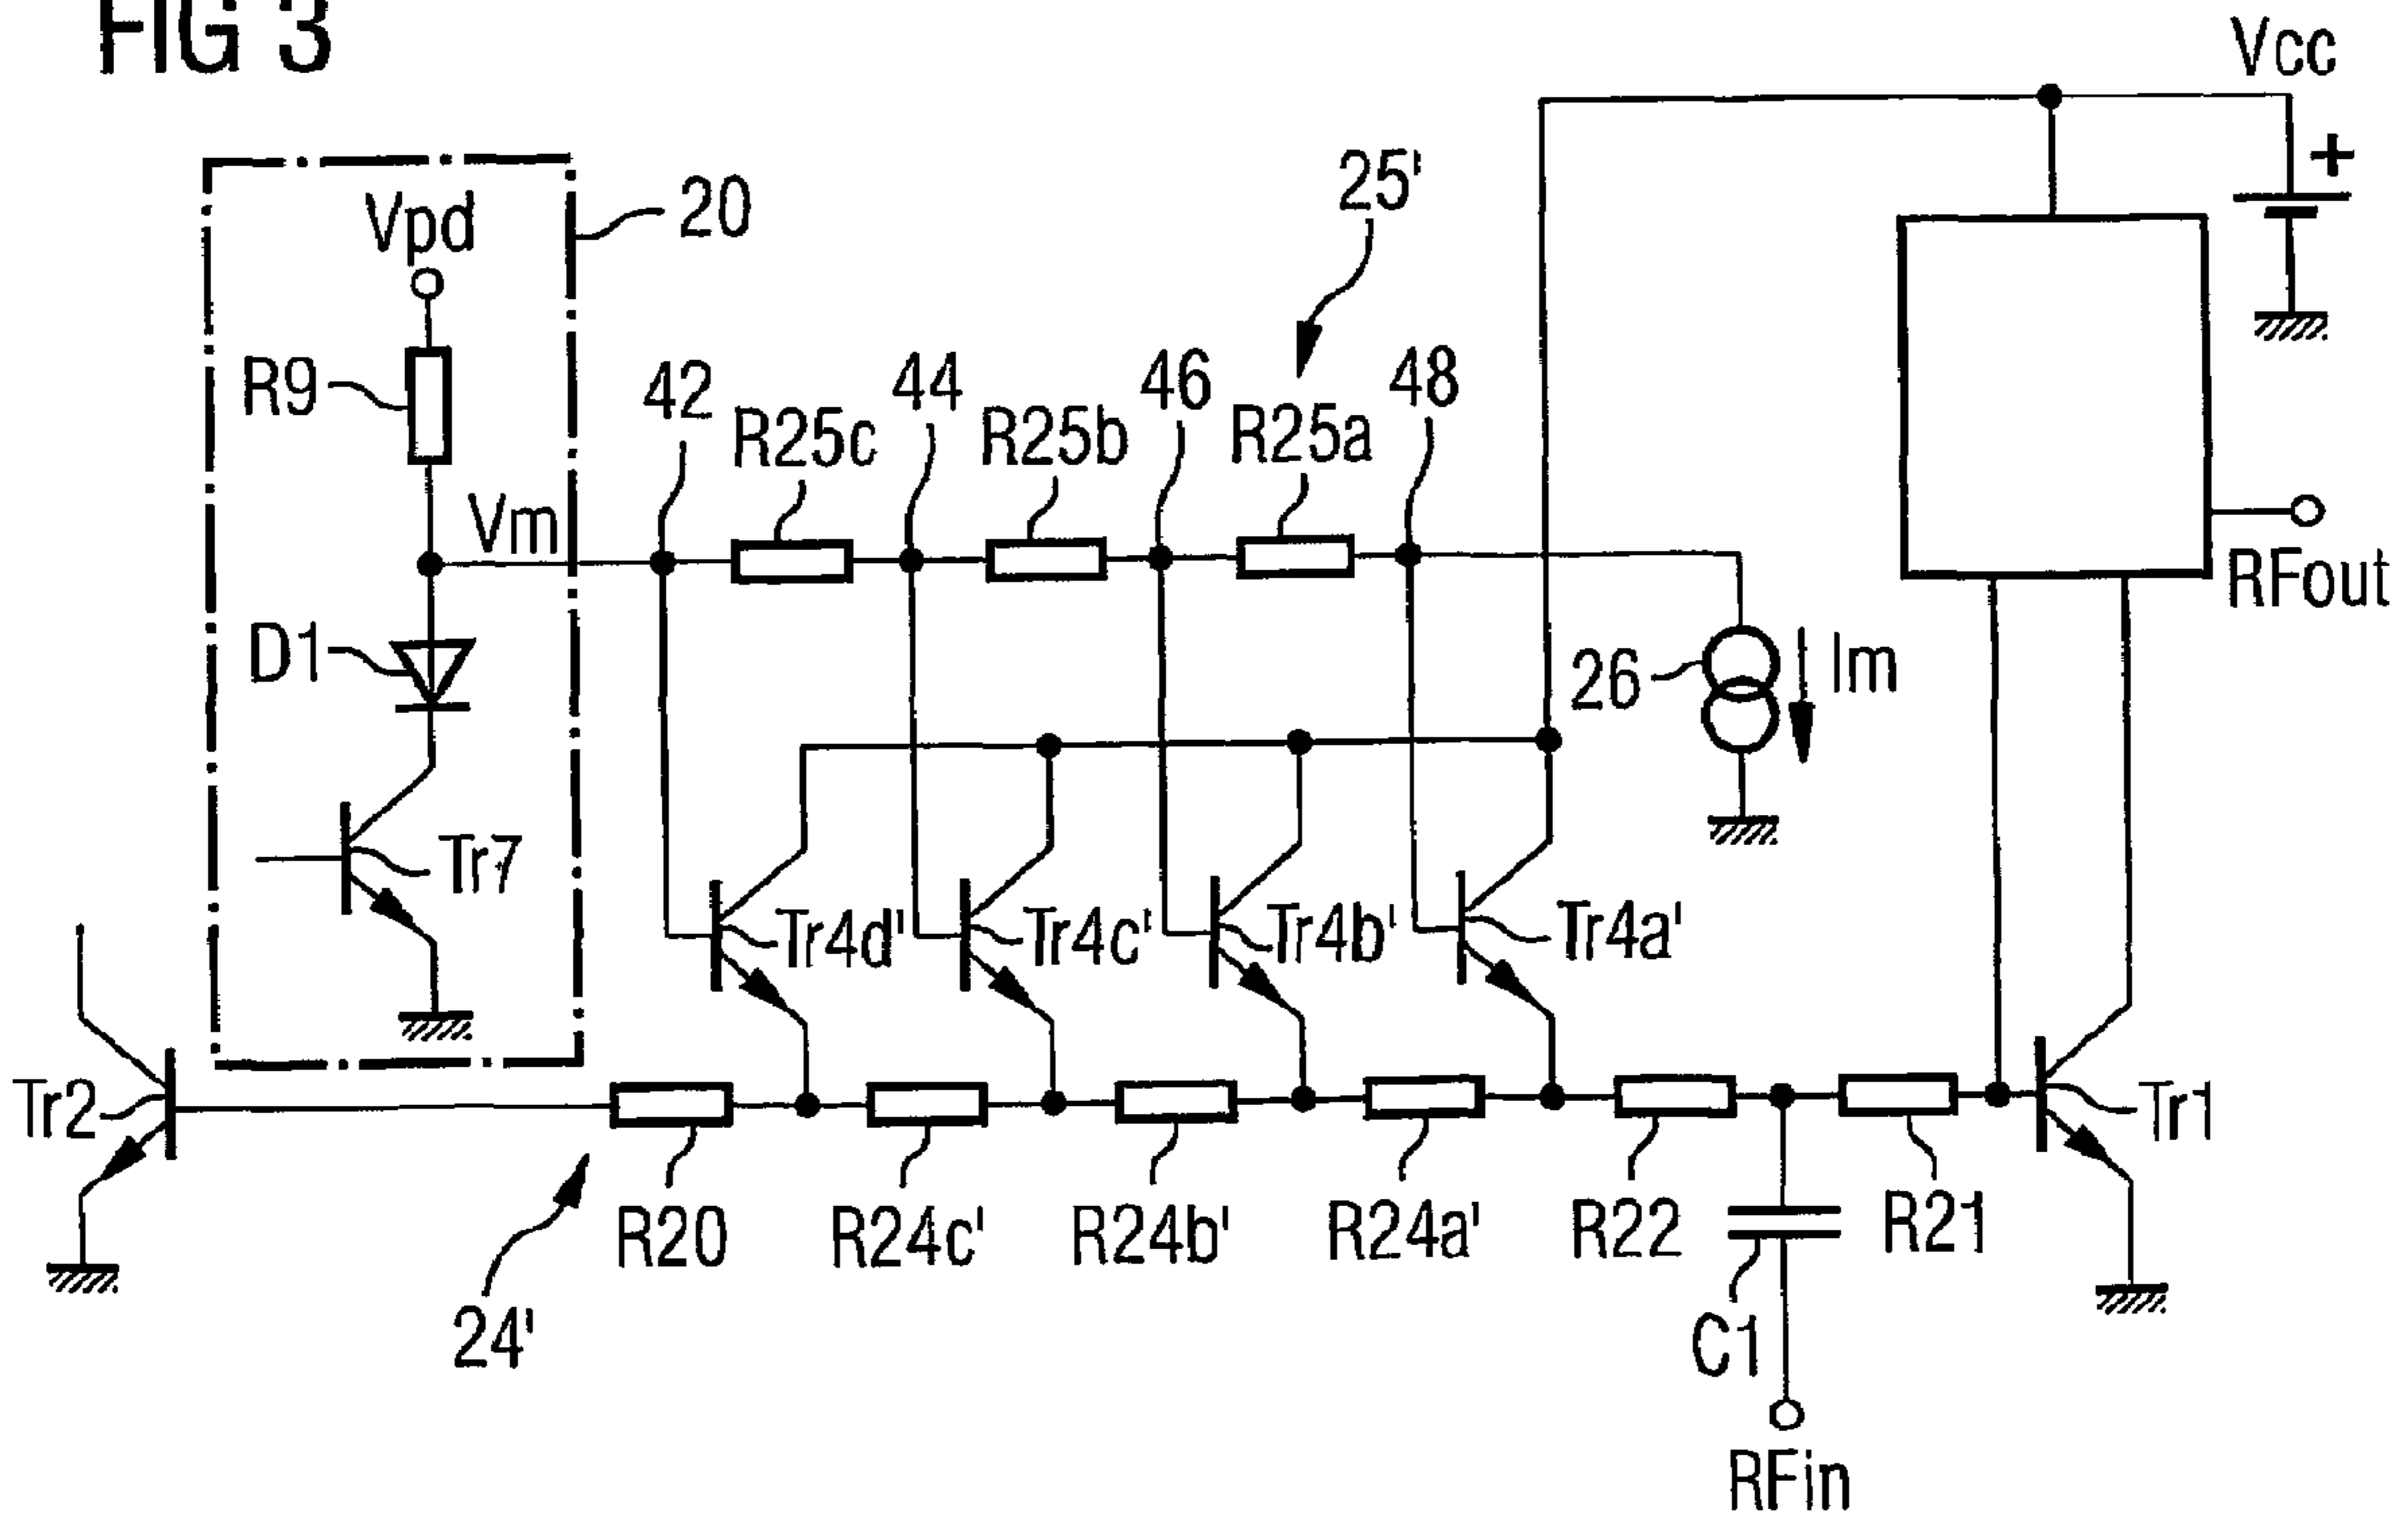 FIG 3
Vcc
+
25'
Vpd
20
R9
42
44
46
48
R25c
R25b
R25a
Vm
RFout
D1
26
Im
Tr7
Tr4d'
Tr4c'
Tr4b'
Tr4a'
Tr2
Tr1
R20
R24c'
R24b'
R24a'
R22
R21
24'
C1
RFin